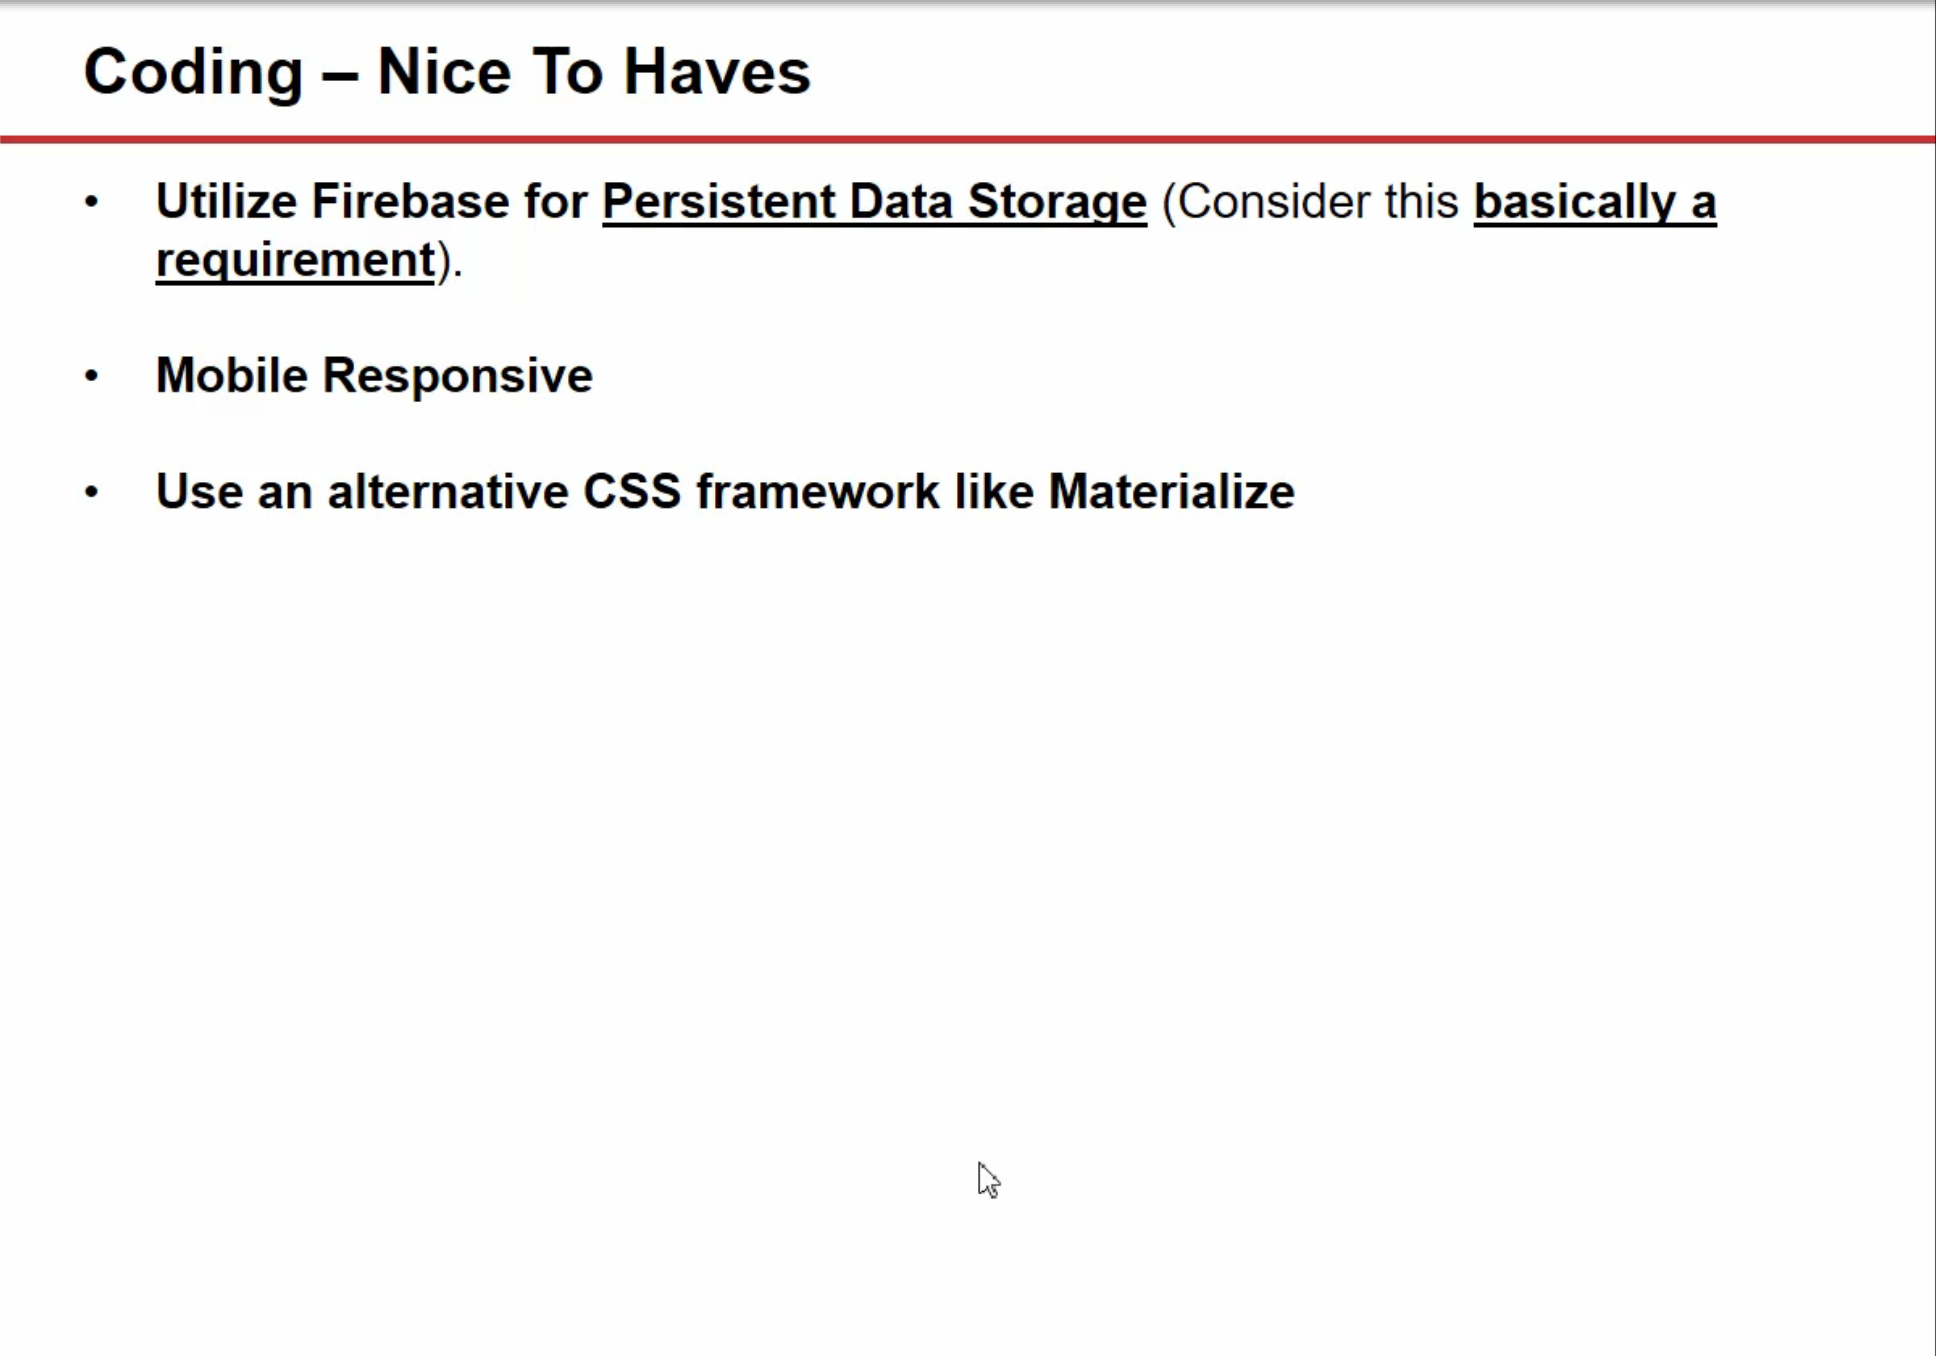 Coding – Nice To Haves
• Utilize Firebase for Persistent Data Storage (Consider this basically a
requirement).
• Mobile Responsive
• Use an alternative CSS framework like Materialize